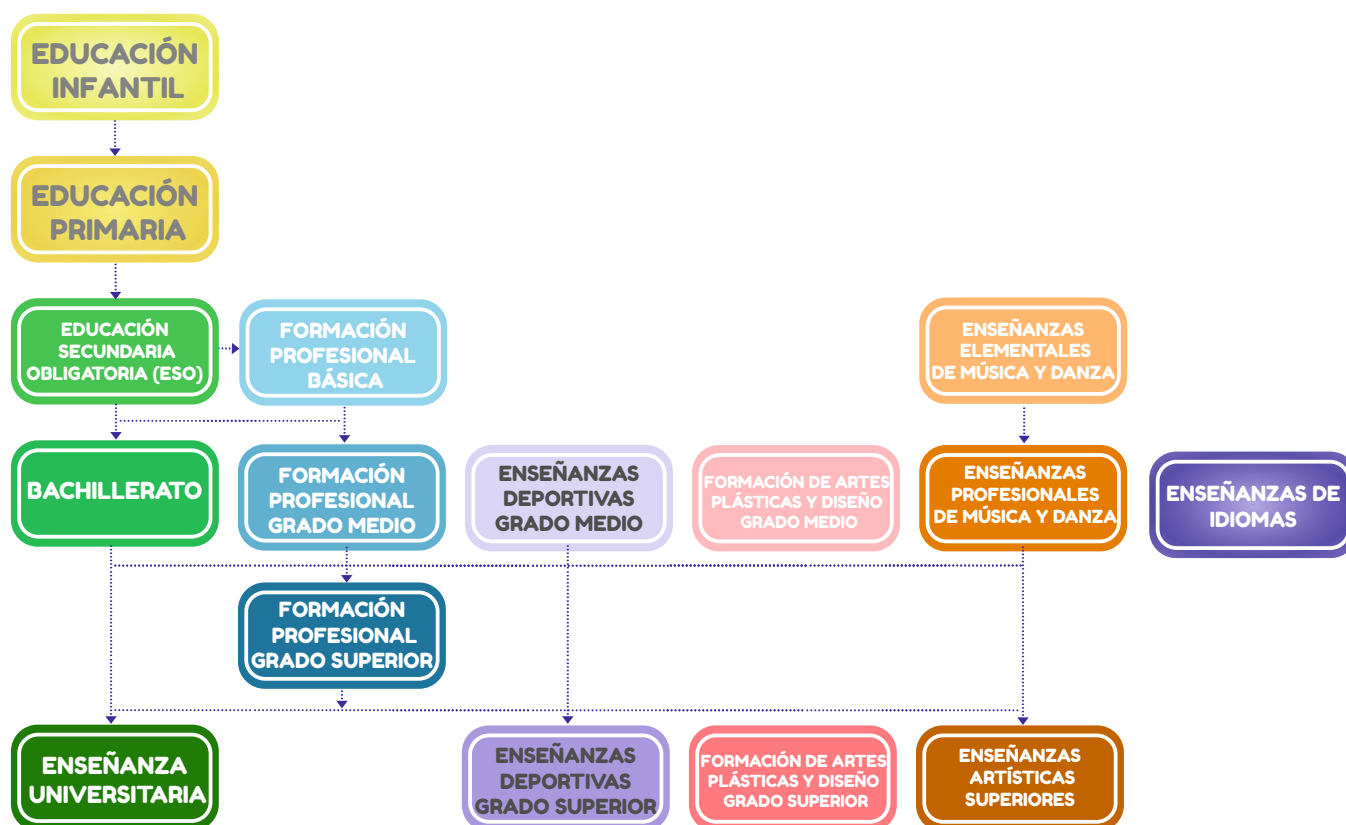 EDUCACIÓN
INFANTIL
EDUCACIÓN
PRIMARIA
EDUCACIÓN
SECUNDARIA
OBLIGATORIA (ESO)
FORMACIÓN
PROFESIONAL
BÁSICA
ENSEÑANZAS
ELEMENTALES
DE MÚSICA Y DANZA
BACHILLERATO
FORMACIÓN
PROFESIONAL
GRADO MEDIO
ENSEÑANZAS
DEPORTIVAS
GRADO MEDIO
FORMACIÓN DE ARTES
PLÁSTICAS Y DISEÑO
GRADO MEDIO
ENSEÑANZAS
PROFESIONALES
DE MÚSICA Y DANZA
ENSEÑANZAS DE
IDIOMAS
FORMACIÓN
PROFESIONAL
GRADO SUPERIOR
ENSEÑANZA
UNIVERSITARIA
ENSEÑANZAS
DEPORTIVAS
GRADO SUPERIOR
FORMACIÓN DE ARTES
PLÁSTICAS Y DISEÑO
GRADO SUPERIOR
ENSEÑANZAS
ARTÍSTICAS
SUPERIORES